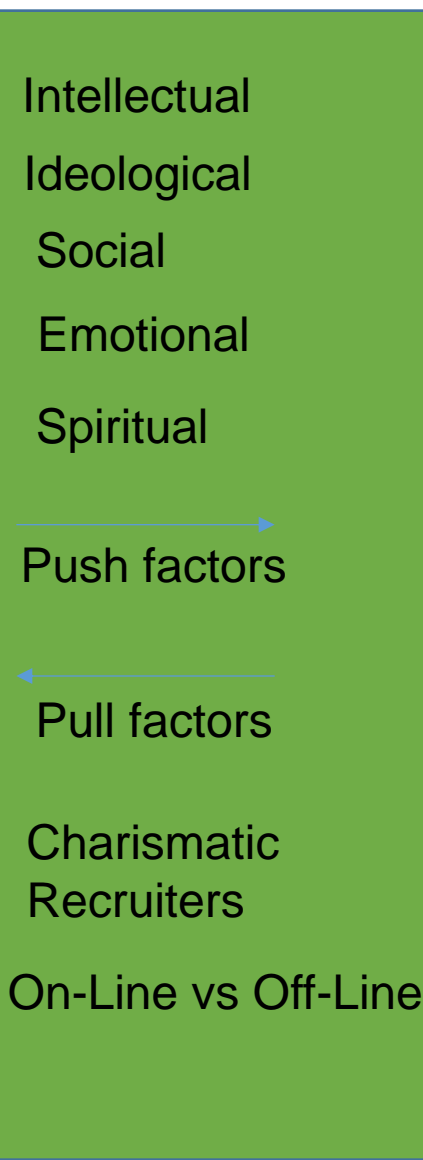 Intellectual
Ideological
Social
Emotional
Spiritual
Push factors
Pull factors
Charismatic
Recruiters
On-Line vs Off-Line